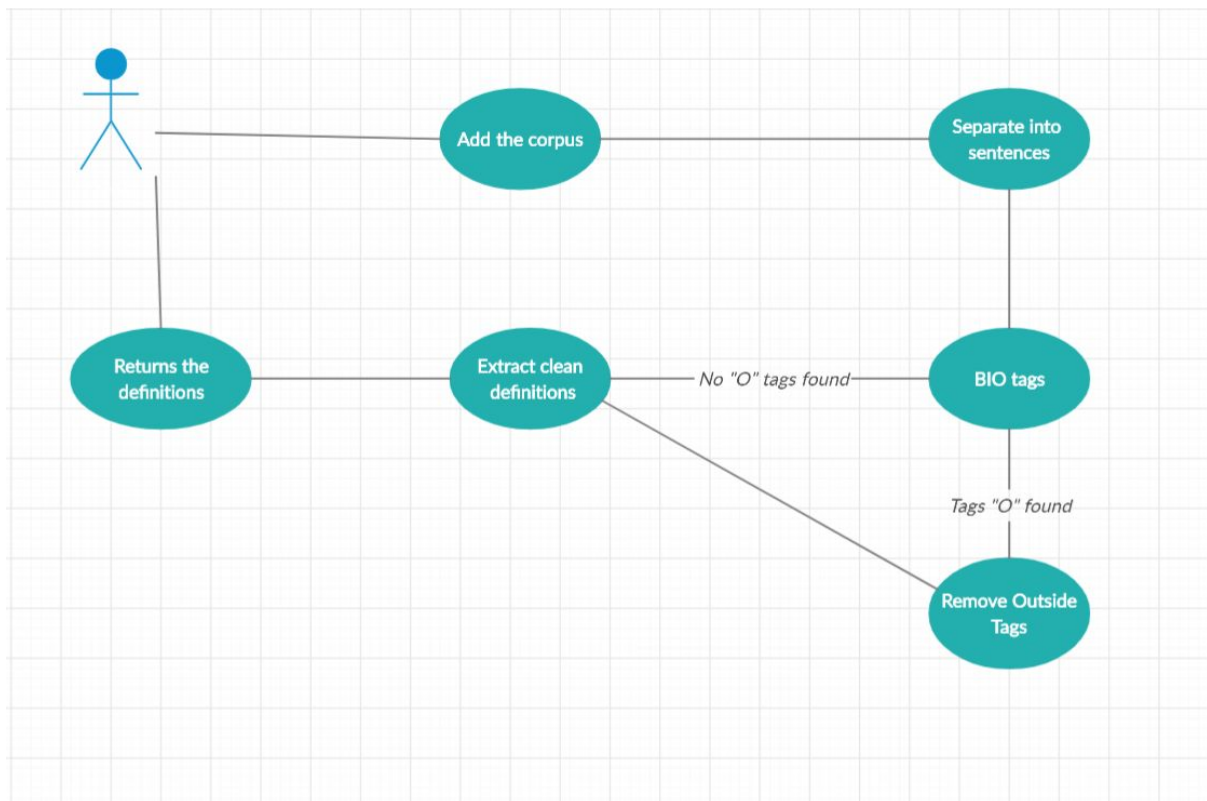 Add the corpus
Separate into
sentences
Returns the
definitions
Extract clean
definitions
No "O" tags found
BIO tags
Tags "O" found
Remove Outside
Tags